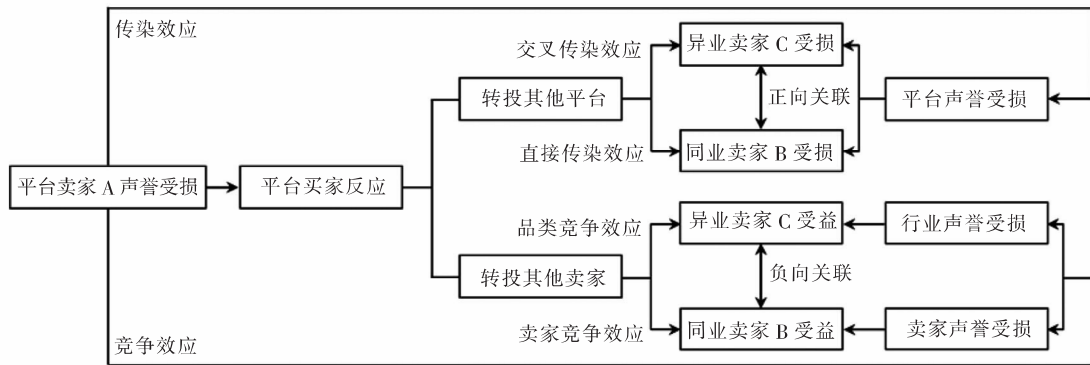 传染效应
交叉传染效应
异业卖家 C 受损
转投其他平台
正向关联
平台声誉受损
直接传染效应
同业卖家 B 受损
平台卖家 A 声誉受损
平台买家反应
品类竞争效应
异业卖家 C 受益
行业声誉受损
转投其他卖家
负向关联
卖家竞争效应
同业卖家 B 受益
卖家声誉受损
竞争效应